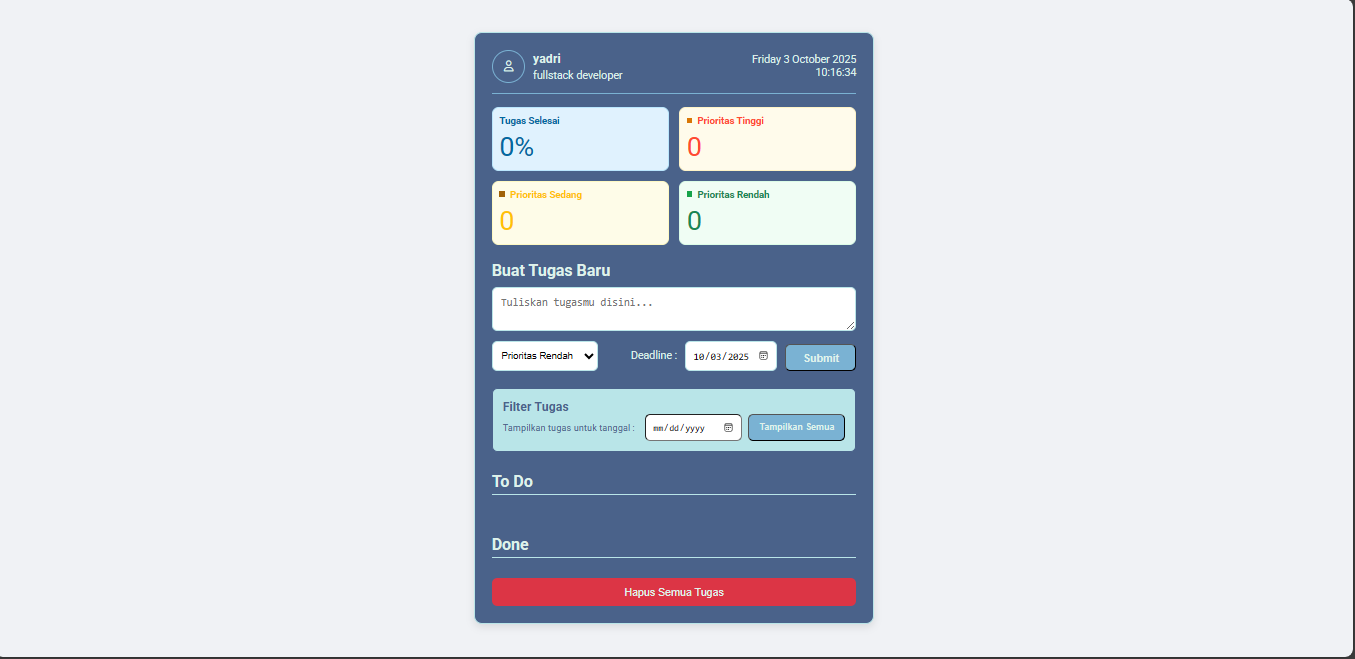 yadri
fullstack developer
Friday 3 October 2025
10:16:34
Tugas Selesai
0%
Prioritas Tinggi
0
Prioritas Sedang
0
Prioritas Rendah
0
Buat Tugas Baru
Tuliskan tugasmu disini...
Prioritas Rendah
Deadline :
10/03/2025
Submit
Filter Tugas
Tampilkan tugas untuk tanggal :
mm/dd/yyyy
Tampilkan Semua
To Do
Done
Hapus Semua Tugas